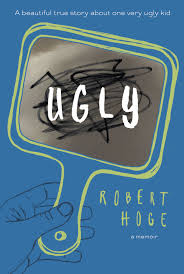 A beautiful true story about one very ugly kid
UGLY
ROBERT
HOGE
a memoir